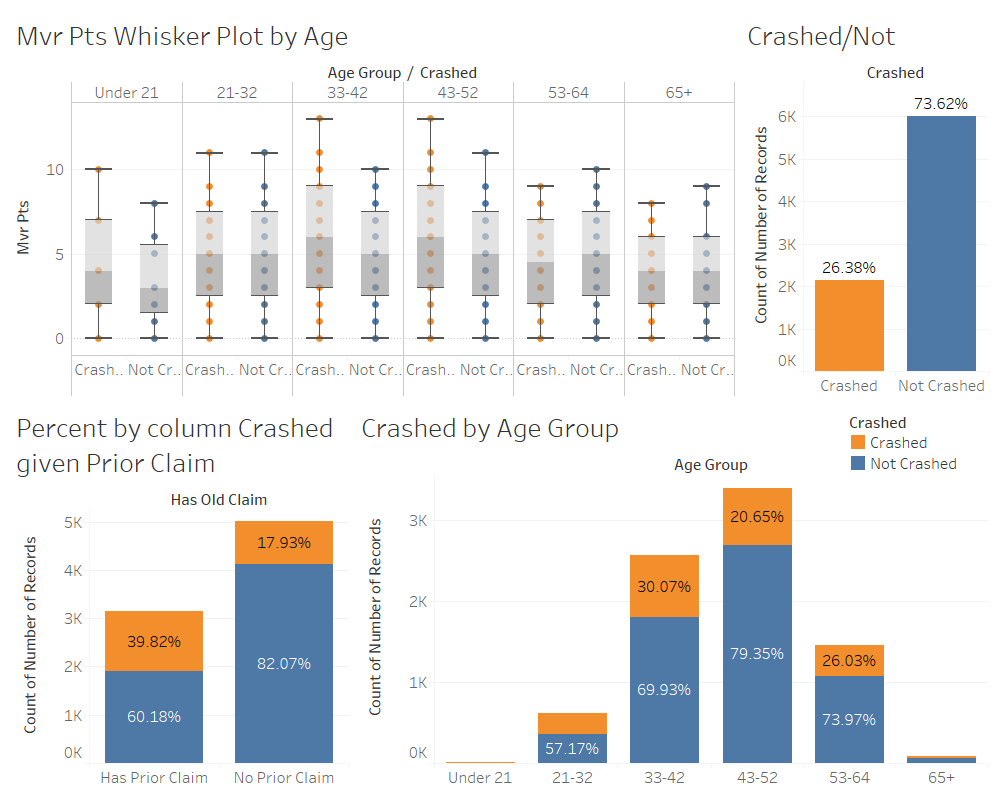 Mvr Pts Whisker Plot by Age
Age Group / Crashed
Under 21 21-32 33-42 43-52 53-64 65+
Mvr Pts
10
5
0
Crash.. Not Cr.. Crash.. Not Cr.. Crash.. Not Cr.. Crash.. Not Cr.. Crash.. Not Cr.. Crash.. Not Cr..
Crashed/Not
Crashed
Count of Number of Records
6K
5K
4K
3K
2K
1K
0K
26.38%
73.62%
Crashed Not Crashed
Percent by column Crashed
given Prior Claim
Has Old Claim
Count of Number of Records
5K
4K
3K
2K
1K
0K
39.82%
60.18%
17.93%
82.07%
Has Prior Claim No Prior Claim
Crashed by Age Group
Crashed
Crashed
Not Crashed
Age Group
Count of Number of Records
3K
2K
1K
0K
57.17%
30.07%
69.93%
20.65%
79.35%
26.03%
73.97%
Under 21 21-32 33-42 43-52 53-64 65+